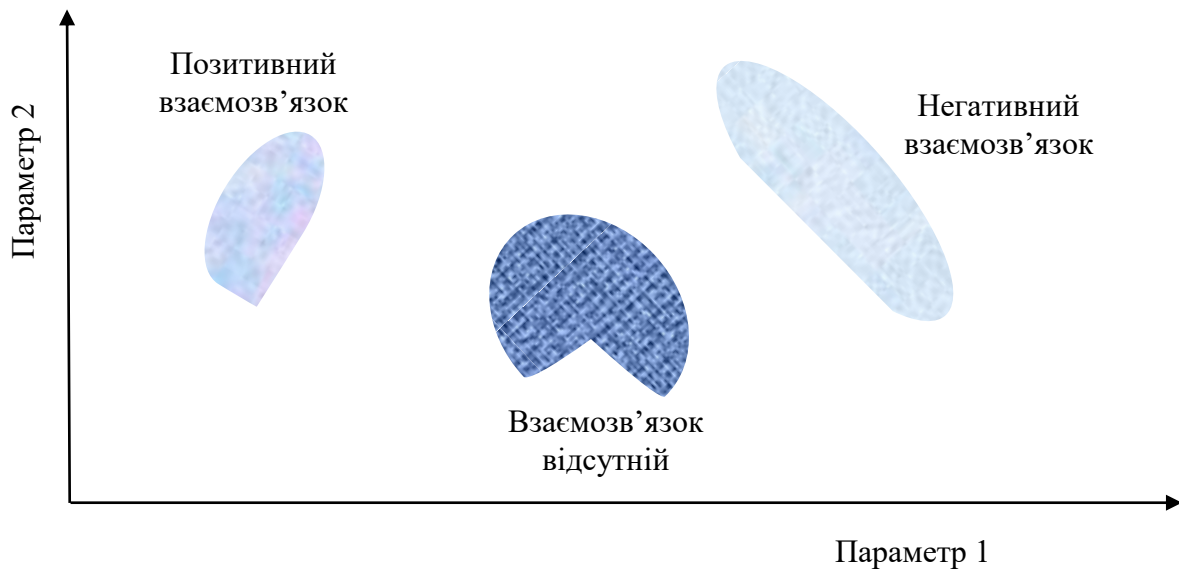 Позитивний
взаємозв’язок
Негативний
взаємозв’язок
Параметр 2
Взаємозв’язок
відсутній
Параметр 1